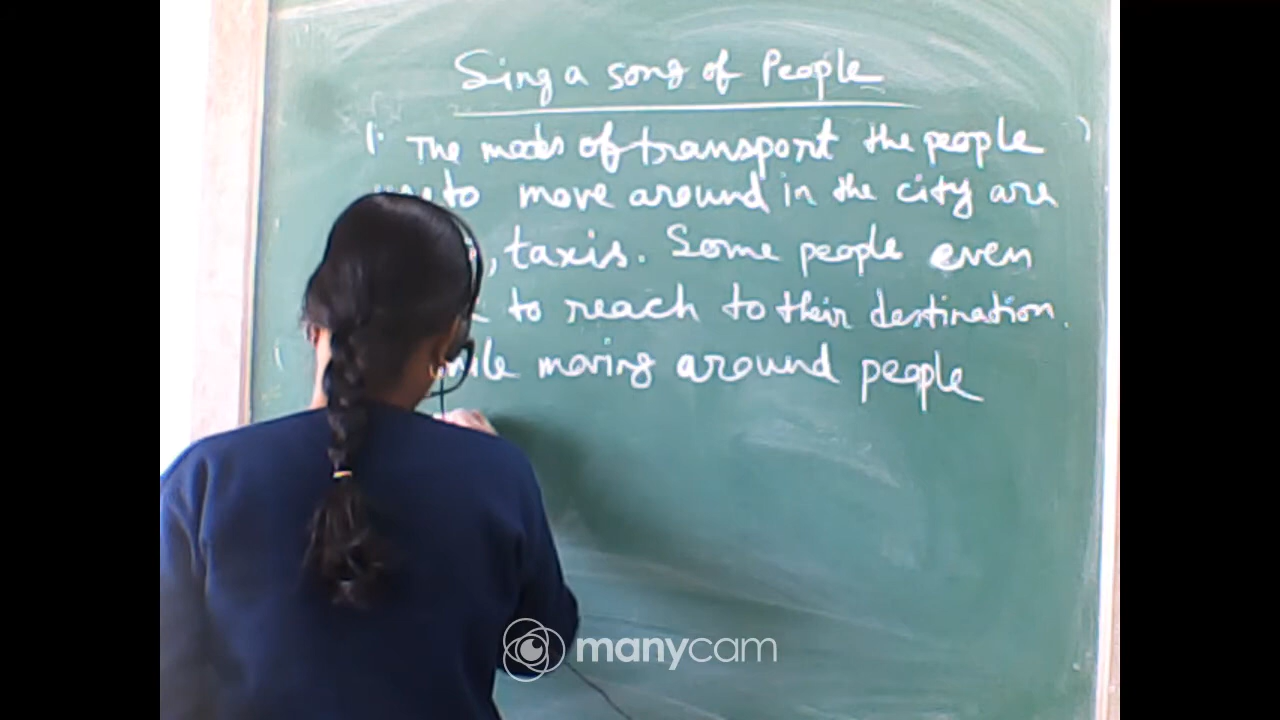 Sing a song of People
1. The modes of transport the people
to move around in the city are
, taxis. Some people even
to reach to their destination.
while moving around people
manycam